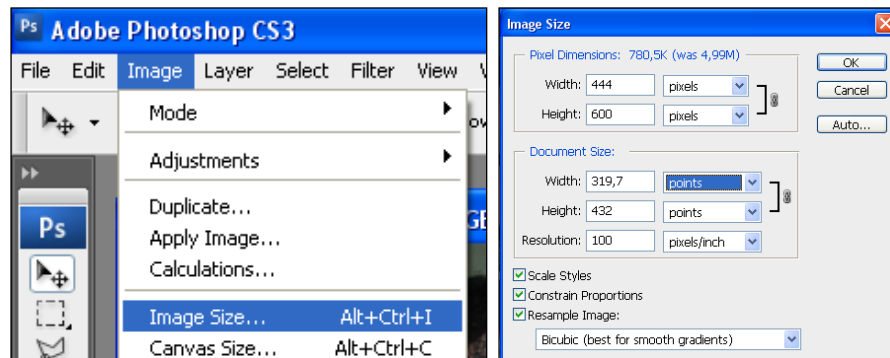 Ps Adobe Photoshop CS3
File Edit Image Layer Select Filter View
Mode
Adjustments
Ps
Duplicate...
Apply Image...
Calculations...
Image Size... Alt+Ctrl+I
Canvas Size... Alt+Ctrl+C
Image Size
Pixel Dimensions: 780,5K (was 4,99M)
OK
Width: 444 pixels
Cancel
Height: 600 pixels
Auto...
Document Size:
Width: 319,7 points
Height: 432 points
Resolution: 100 pixels/inch
Scale Styles
Constrain Proportions
Resample Image:
Bicubic (best for smooth gradients)